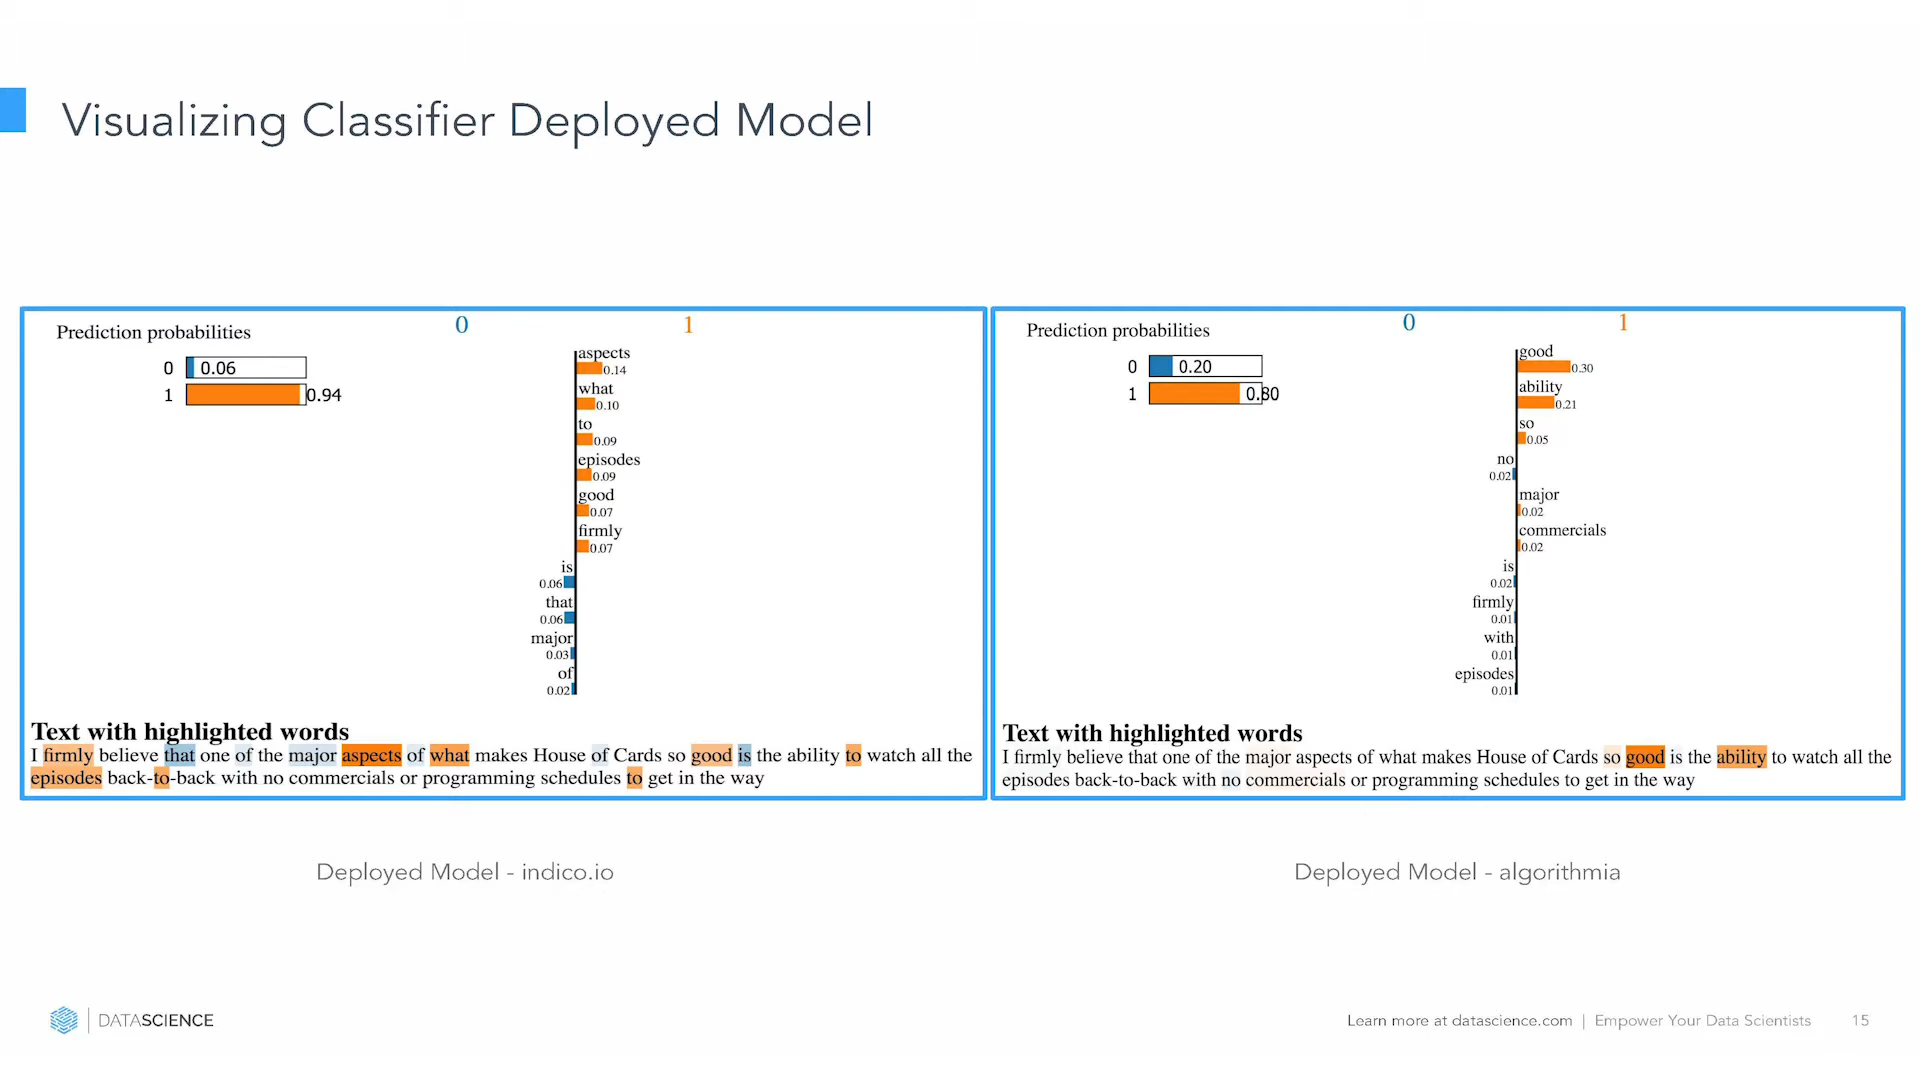 Visualizing Classifier Deployed Model
Prediction probabilities
0 0.06
1 0.94
0 1
aspects
0.14
what
0.10
to
0.09
episodes
0.09
good
0.07
firmly
0.07
is
0.06
that
0.06
major
0.03
of
0.02
Text with highlighted words
I firmly believe that one of the major aspects of what makes House of Cards so good is the ability to watch all the
episodes back-to-back with no commercials or programming schedules to get in the way
Deployed Model - indico.io
Prediction probabilities
0 0.20
1 0.80
0 1
good
0.30
ability
0.21
so
0.05
no
0.02
major
0.02
commercials
0.02
is
0.02
firmly
0.01
with
0.01
episodes
0.01
Text with highlighted words
I firmly believe that one of the major aspects of what makes House of Cards so good is the ability to watch all the
episodes back-to-back with no commercials or programming schedules to get in the way
Deployed Model - algorithmia
DATASCIENCE
Learn more at datascience.com | Empower Your Data Scientists 15